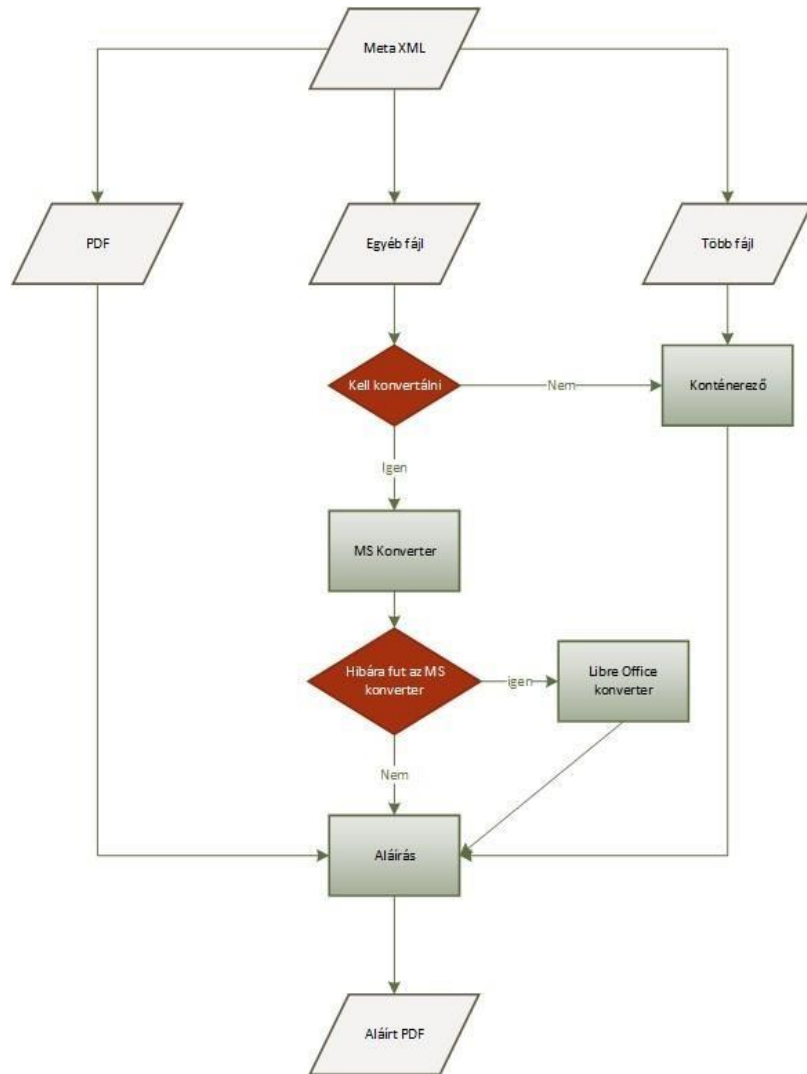 Meta XML
PDF
Egyéb fájl
Több fájl
Kell konvertálni
Nem
Konténerező
Igen
MS Konverter
Hibára fut az MS
konverter
igen
Libre Office
konverter
Nem
Aláírás
Aláírt PDF